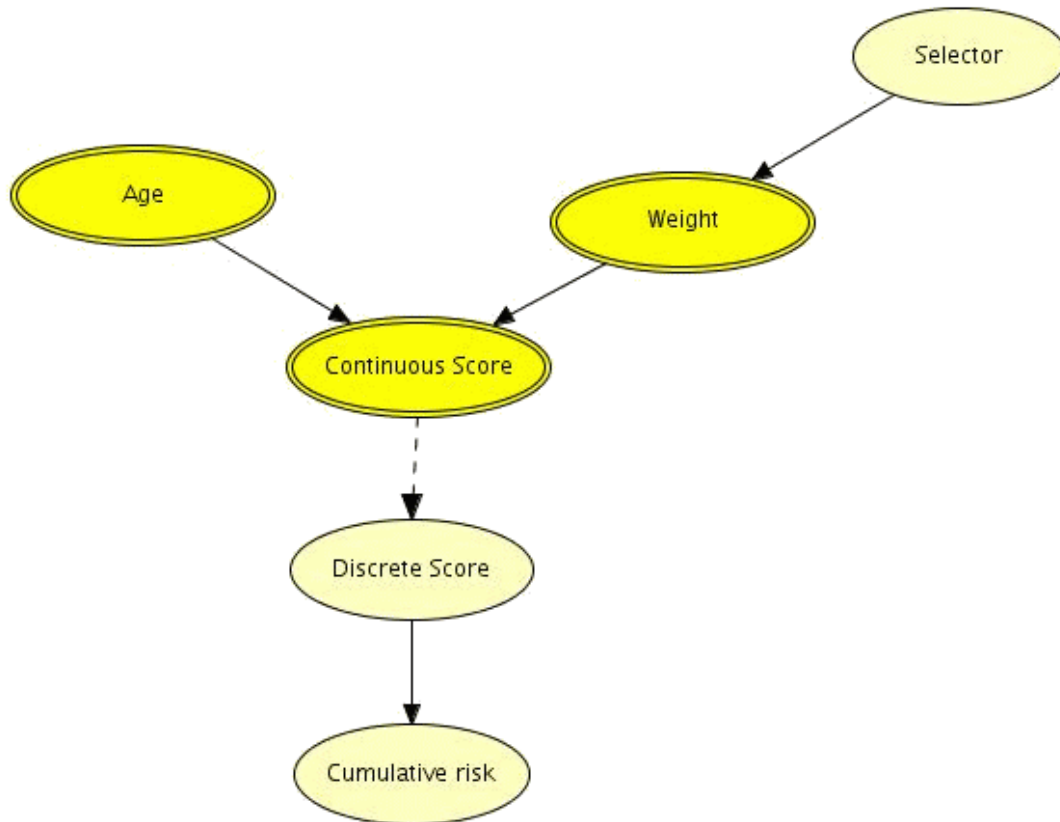 Selector
Age
Weight
Continuous Score
Discrete Score
Cumulative risk